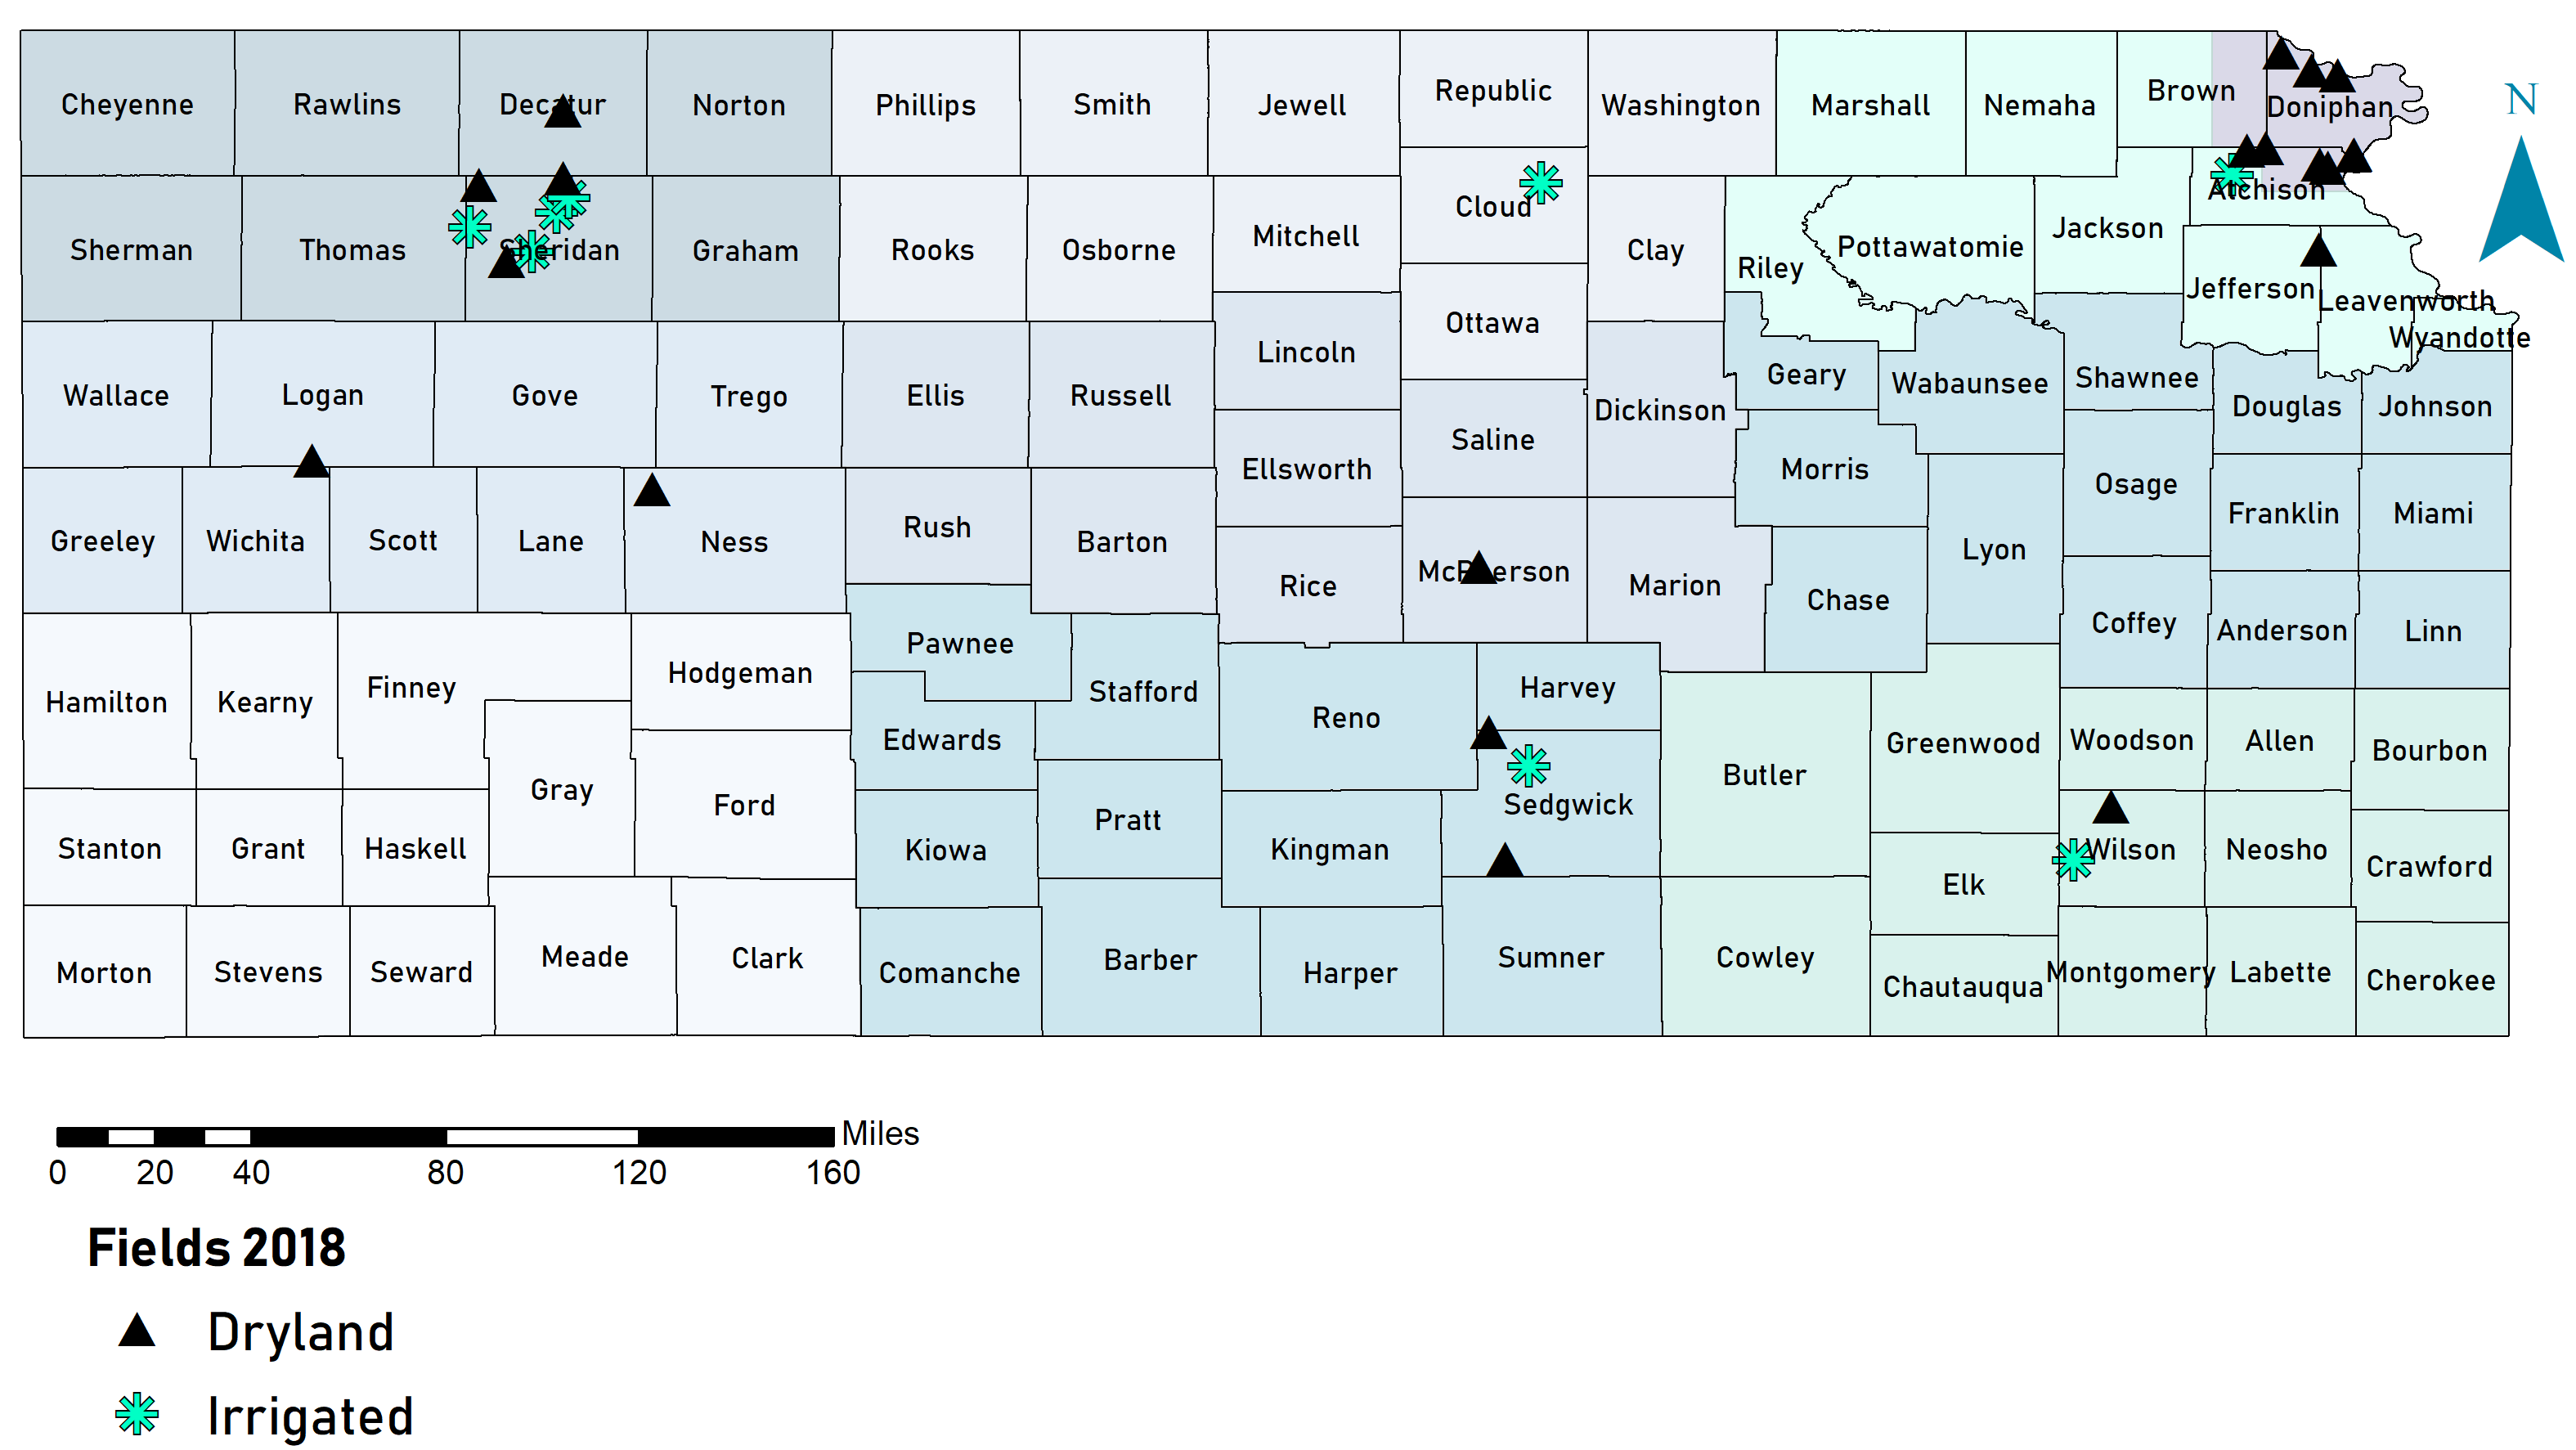 Cheyenne
Rawlins
Decatur
Norton
Phillips
Smith
Jewell
Republic
Washington
Marshall
Nemaha
Brown
Doniphan
N
Sherman
Thomas
Sheridan
Graham
Rooks
Osborne
Mitchell
Cloud
Clay
Riley
Pottawatomie
Jackson
Atchison
Jefferson
Leavenworth
Wyandotte
Wallace
Logan
Gove
Trego
Ellis
Russell
Lincoln
Ottawa
Dickinson
Geary
Wabaunsee
Shawnee
Douglas
Johnson
Ellsworth
Saline
Morris
Osage
Franklin
Miami
Greeley
Wichita
Scott
Lane
Ness
Rush
Barton
Rice
McPherson
Marion
Chase
Lyon
Coffey
Anderson
Linn
Hamilton
Kearny
Finney
Hodgeman
Pawnee
Stafford
Edwards
Reno
Harvey
Sedgwick
Butler
Greenwood
Woodson
Allen
Bourbon
Stanton
Grant
Haskell
Gray
Ford
Kiowa
Pratt
Kingman
Elk
Wilson
Neosho
Crawford
Morton
Stevens
Seward
Meade
Clark
Comanche
Barber
Harper
Sumner
Cowley
Chautauqua
Montgomery
Labette
Cherokee
Miles
0 20 40 80 120 160
Fields 2018
Dryland
Irrigated